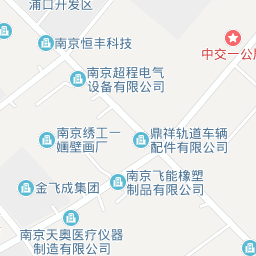 浦口开发区
南京恒丰科技
中交一公局
南京超程电气
设备有限公司
南京绣工一
婳壁画厂
鼎祥轨道车辆
配件有限公司
南京飞能橡塑
制品有限公司
金飞成集团
南京天奥医疗仪器
制造有限公司